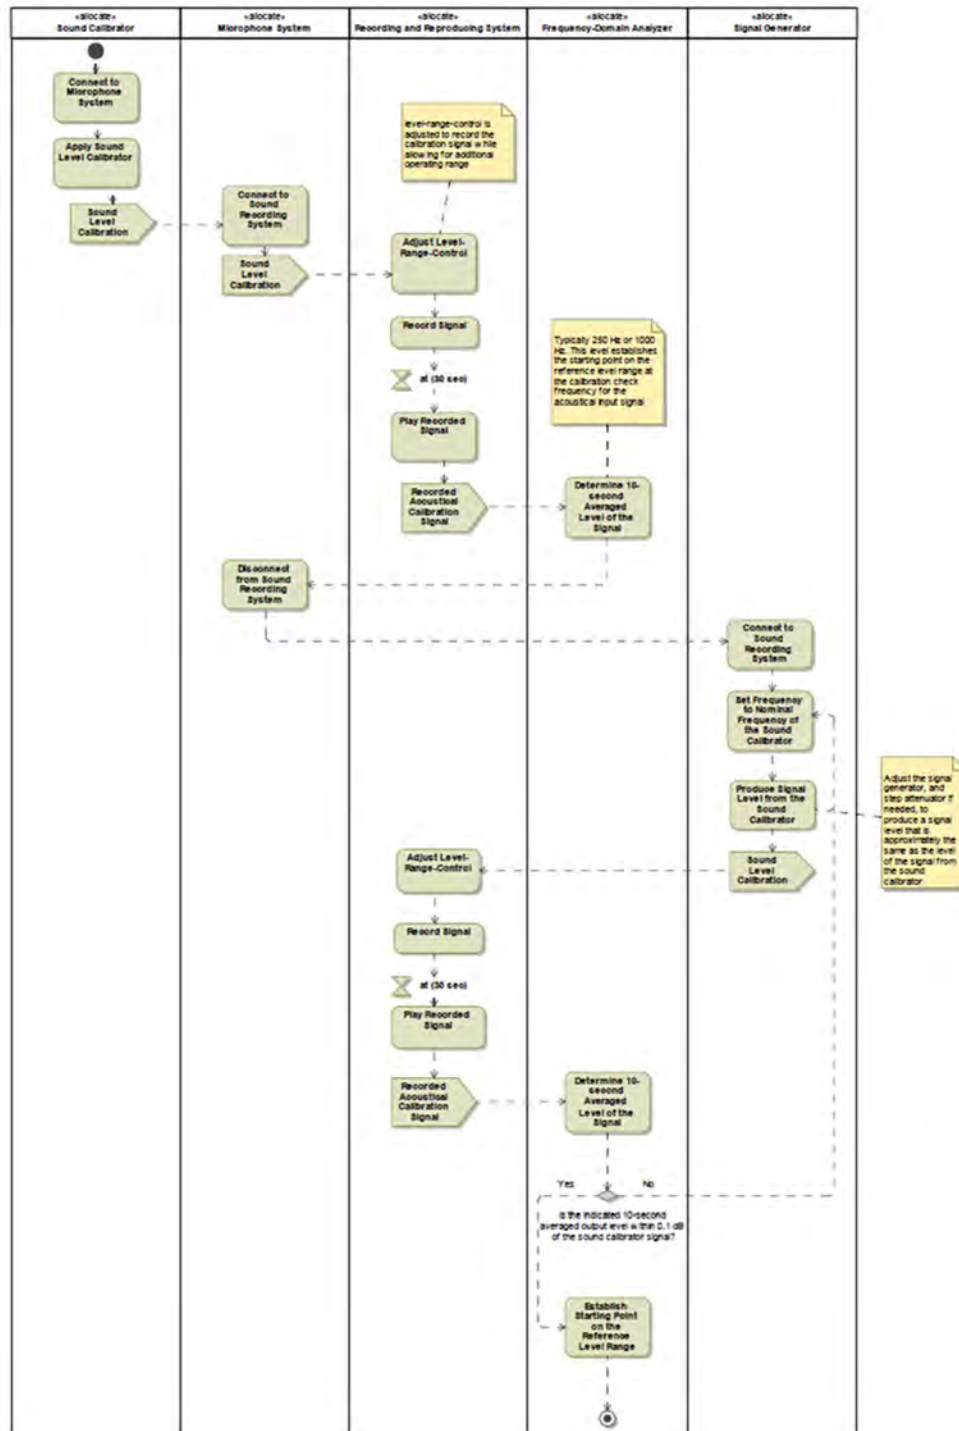 «allocate»
Sound Calibrator
«allocate»
Microphone System
«allocate»
Recording and Reproducing System
«allocate»
Frequency-Domain Analyzer
«allocate»
Signal Generator
Connect to
Microphone
System
Apply Sound
Level Calibrator
Sound
Level
Calibration
Connect to
Sound
Recording
System
Sound
Level
Calibration
level-range-control is
adjusted to record the
calibration signal while
allowing for additional
operating range
Adjust Level-
Range-Control
Record Signal
at (30 sec)
Play Recorded
Signal
Recorded
Acoustical
Calibration
Signal
Typically 250 Hz or 1000
Hz. This level establishes
the starting point on the
reference level range at
the calibration check
frequency for the
acoustical input signal
Determine 10-
second
Averaged
Level of the
Signal
Disconnect
from Sound
Recording
System
Connect to
Sound
Recording
System
Set Frequency
to Nominal
Frequency of
the Sound
Calibrator
Produce Signal
Level from the
Sound
Calibrator
Adjust the signal
generator, and
step attenuator if
needed, to
produce a signal
level that is
approximately the
same as the level
of the signal from
the sound
calibrator
Sound
Level
Calibration
Adjust Level-
Range-Control
Record Signal
at (30 sec)
Play Recorded
Signal
Recorded
Acoustical
Calibration
Signal
Determine 10-
second
Averaged
Level of the
Signal
Yes
No
Is the indicated 10-second
averaged output level within 0.1 dB
of the sound calibrator signal?
Establish
Starting Point
on the
Reference
Level Range